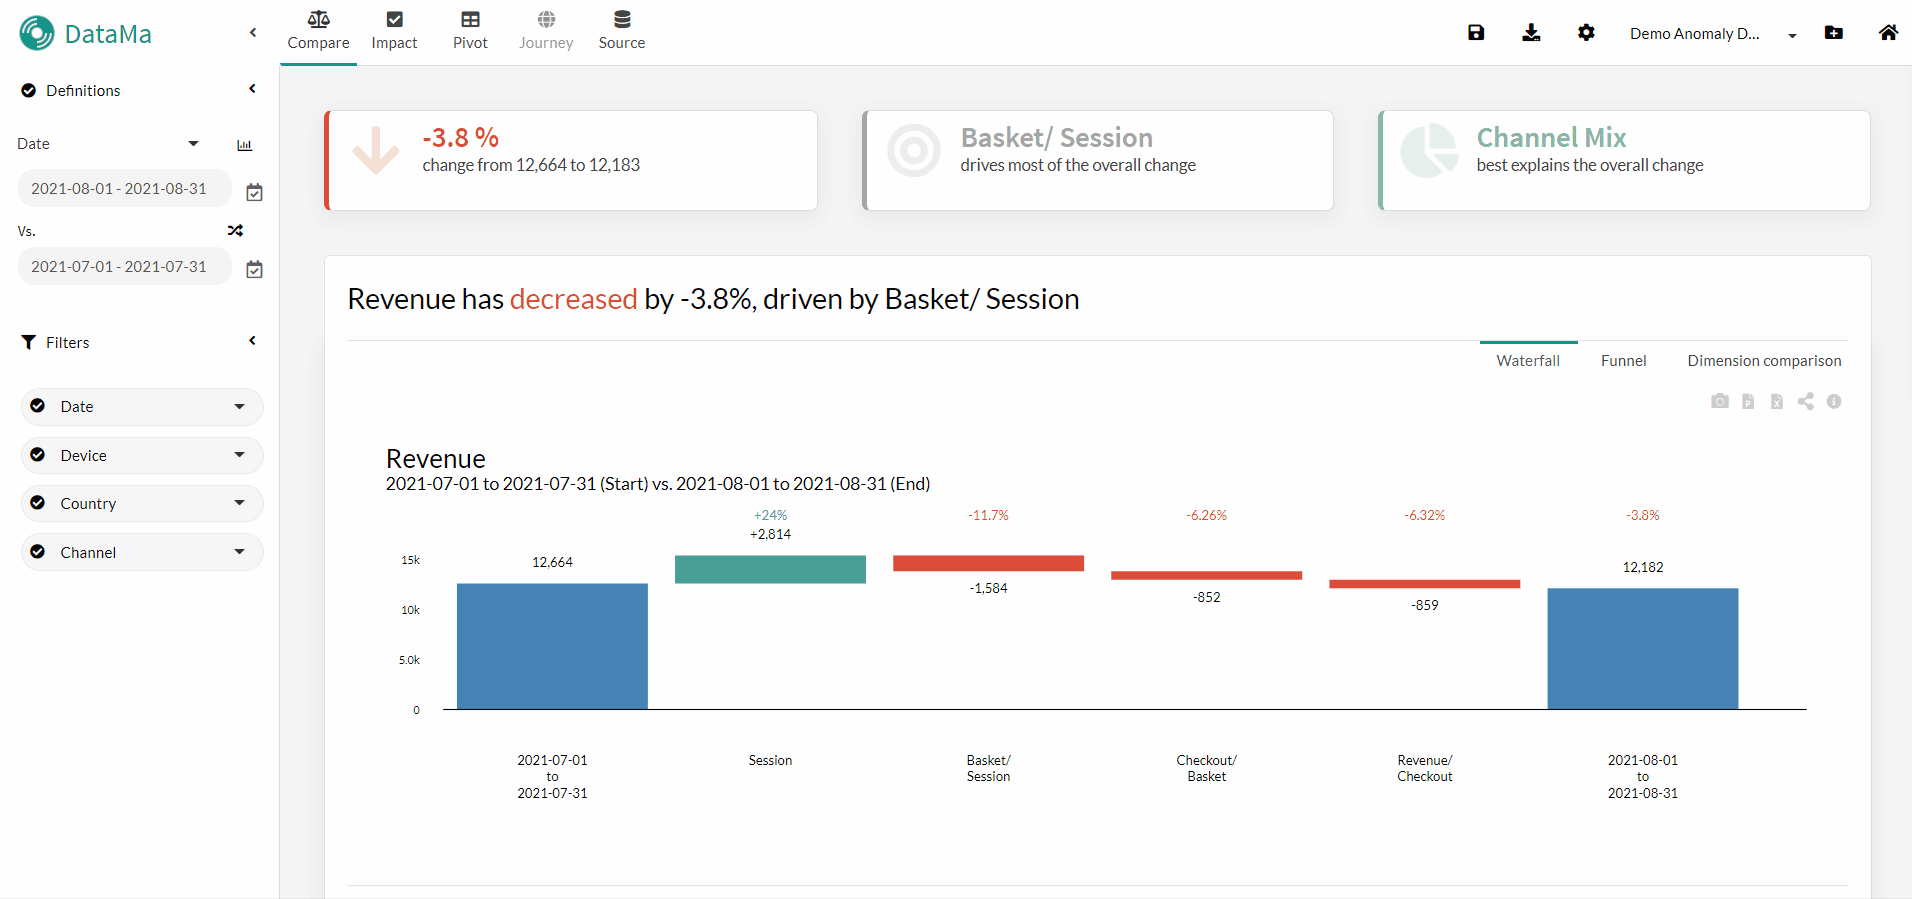 DataMa
Compare
Impact
Pivot
Journey
Source
Demo Anomaly D...
Definitions
Date
2021-08-01 - 2021-08-31
Vs.
2021-07-01 - 2021-07-31
Filters
Date
Device
Country
Channel
-3.8 %
change from 12,664 to 12,183
Basket/ Session
drives most of the overall change
Channel Mix
best explains the overall change
Revenue has decreased by -3.8%, driven by Basket/ Session
Waterfall
Funnel
Dimension comparison
Revenue
2021-07-01 to 2021-07-31 (Start) vs. 2021-08-01 to 2021-08-31 (End)
+24%
-11.7%
-6.26%
-6.32%
-3.8%
+2,814
12,664
-1,584
-852
-859
12,182
15k
10k
5.0k
0
2021-07-01
to
2021-07-31
Session
Basket/
Session
Checkout/
Basket
Revenue/
Checkout
2021-08-01
to
2021-08-31